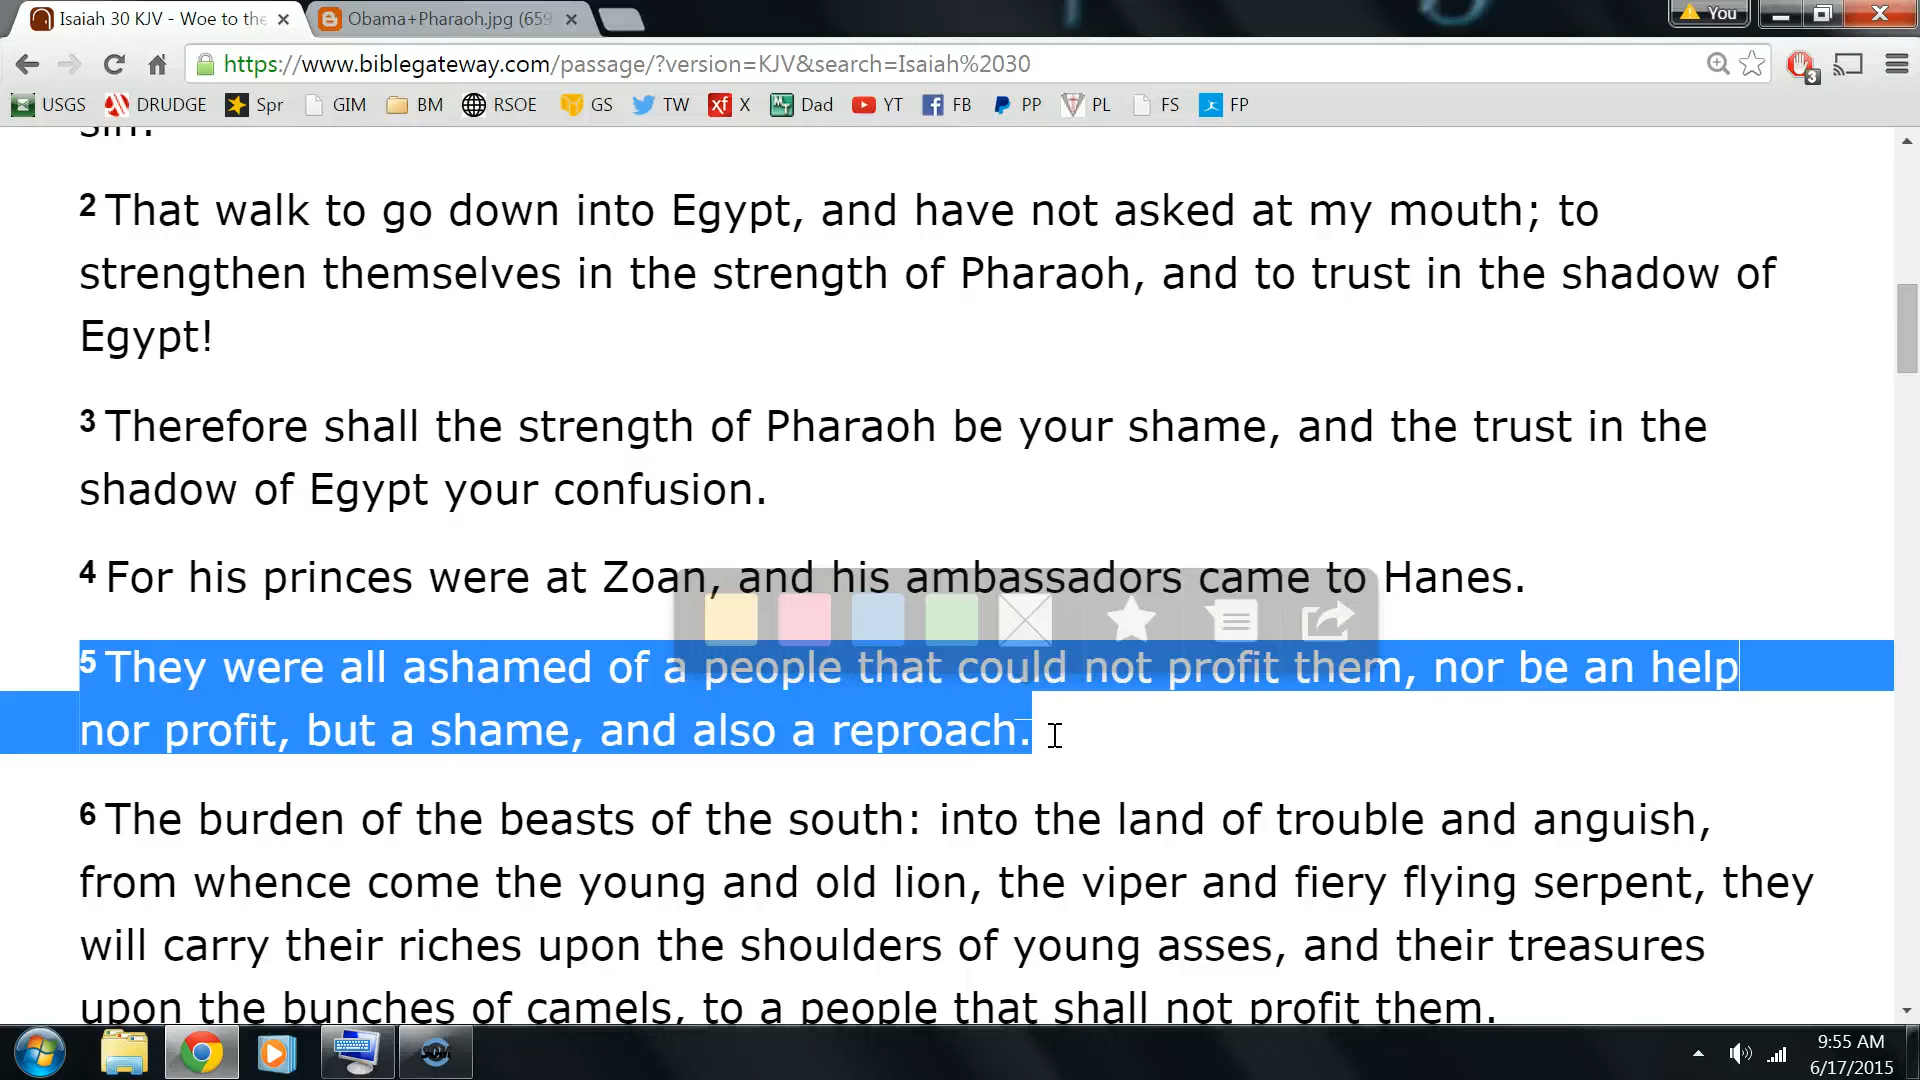 Isaiah 30 KJV - Woe to the
Obama+Pharaoh.jpg (659
You
https://www.biblegateway.com/passage/?version=KJV&search=Isaiah%2030
3
USGS DRUDGE Spr GIM BM RSOE GS TW xf X Dad YT FB PP PL FS FP
sin:
2 That walk to go down into Egypt, and have not asked at my mouth; to
strengthen themselves in the strength of Pharaoh, and to trust in the shadow of
Egypt!
3 Therefore shall the strength of Pharaoh be your shame, and the trust in the
shadow of Egypt your confusion.
4 For his princes were at Zoan, and his ambassadors came to Hanes.
5 They were all ashamed of a people that could not profit them, nor be an help
nor profit, but a shame, and also a reproach.
6 The burden of the beasts of the south: into the land of trouble and anguish,
from whence come the young and old lion, the viper and fiery flying serpent, they
will carry their riches upon the shoulders of young asses, and their treasures
upon the bunches of camels, to a people that shall not profit them.
9:55 AM
6/17/2015